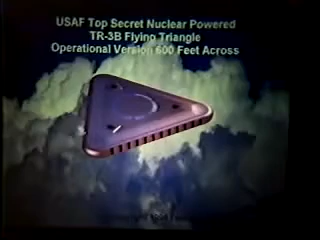 USAF Top Secret Nuclear Powered
TR-3B Flying Triangle
Operational Version 600 Feet Across